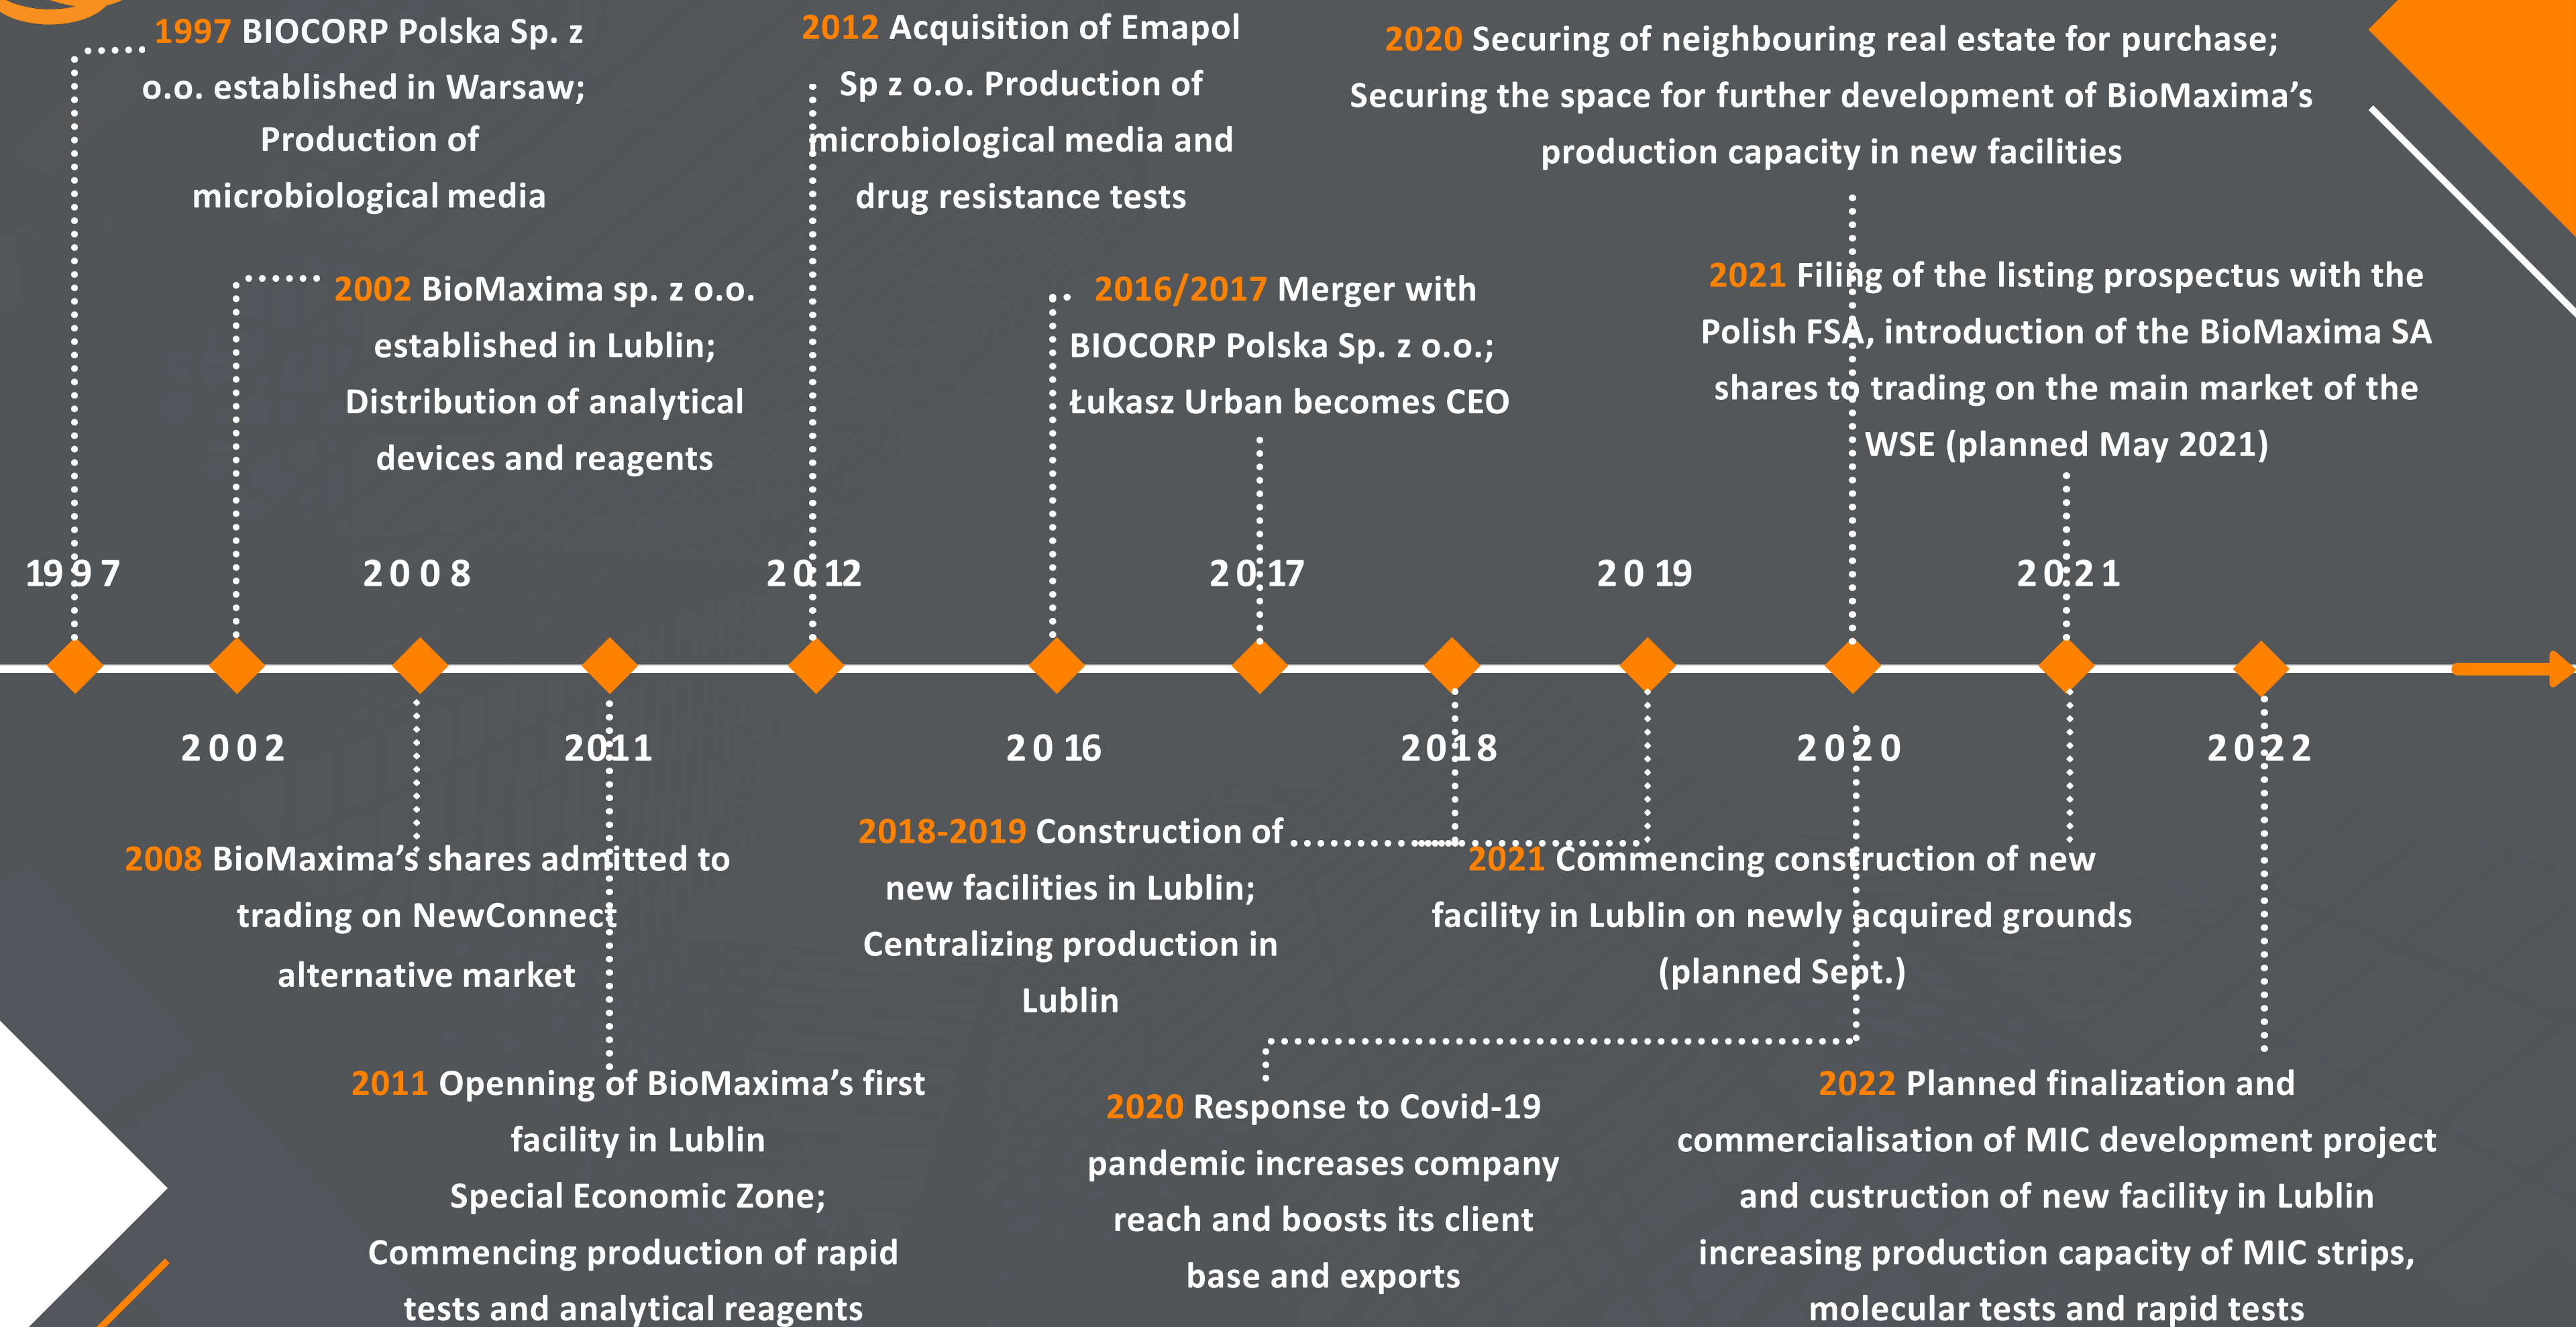 1997 BIOCORP Polska Sp. z
o.o. established in Warsaw;
Production of
microbiological media
2012 Acquisition of Emapol
Sp z o.o. Production of
microbiological media and
drug resistance tests
2020 Securing of neighbouring real estate for purchase;
Securing the space for further development of BioMaxima’s
production capacity in new facilities
2002 BioMaxima sp. z o.o.
established in Lublin;
Distribution of analytical
devices and reagents
2016/2017 Merger with
BIOCORP Polska Sp. z o.o.;
Łukasz Urban becomes CEO
2021 Filing of the listing prospectus with the
Polish FSA, introduction of the BioMaxima SA
shares to trading on the main market of the
WSE (planned May 2021)
1997
2008
2012
2017
2019
2021
2002
2011
2016
2018
2020
2022
2008 BioMaxima’s shares admitted to
trading on NewConnect
alternative market
2018-2019 Construction of
new facilities in Lublin;
Centralizing production in
Lublin
2021 Commencing construction of new
facility in Lublin on newly acquired grounds
(planned Sept.)
2011 Openning of BioMaxima’s first
facility in Lublin
Special Economic Zone;
Commencing production of rapid
tests and analytical reagents
2020 Response to Covid-19
pandemic increases company
reach and boosts its client
base and exports
2022 Planned finalization and
commercialisation of MIC development project
and custruction of new facility in Lublin
increasing production capacity of MIC strips,
molecular tests and rapid tests